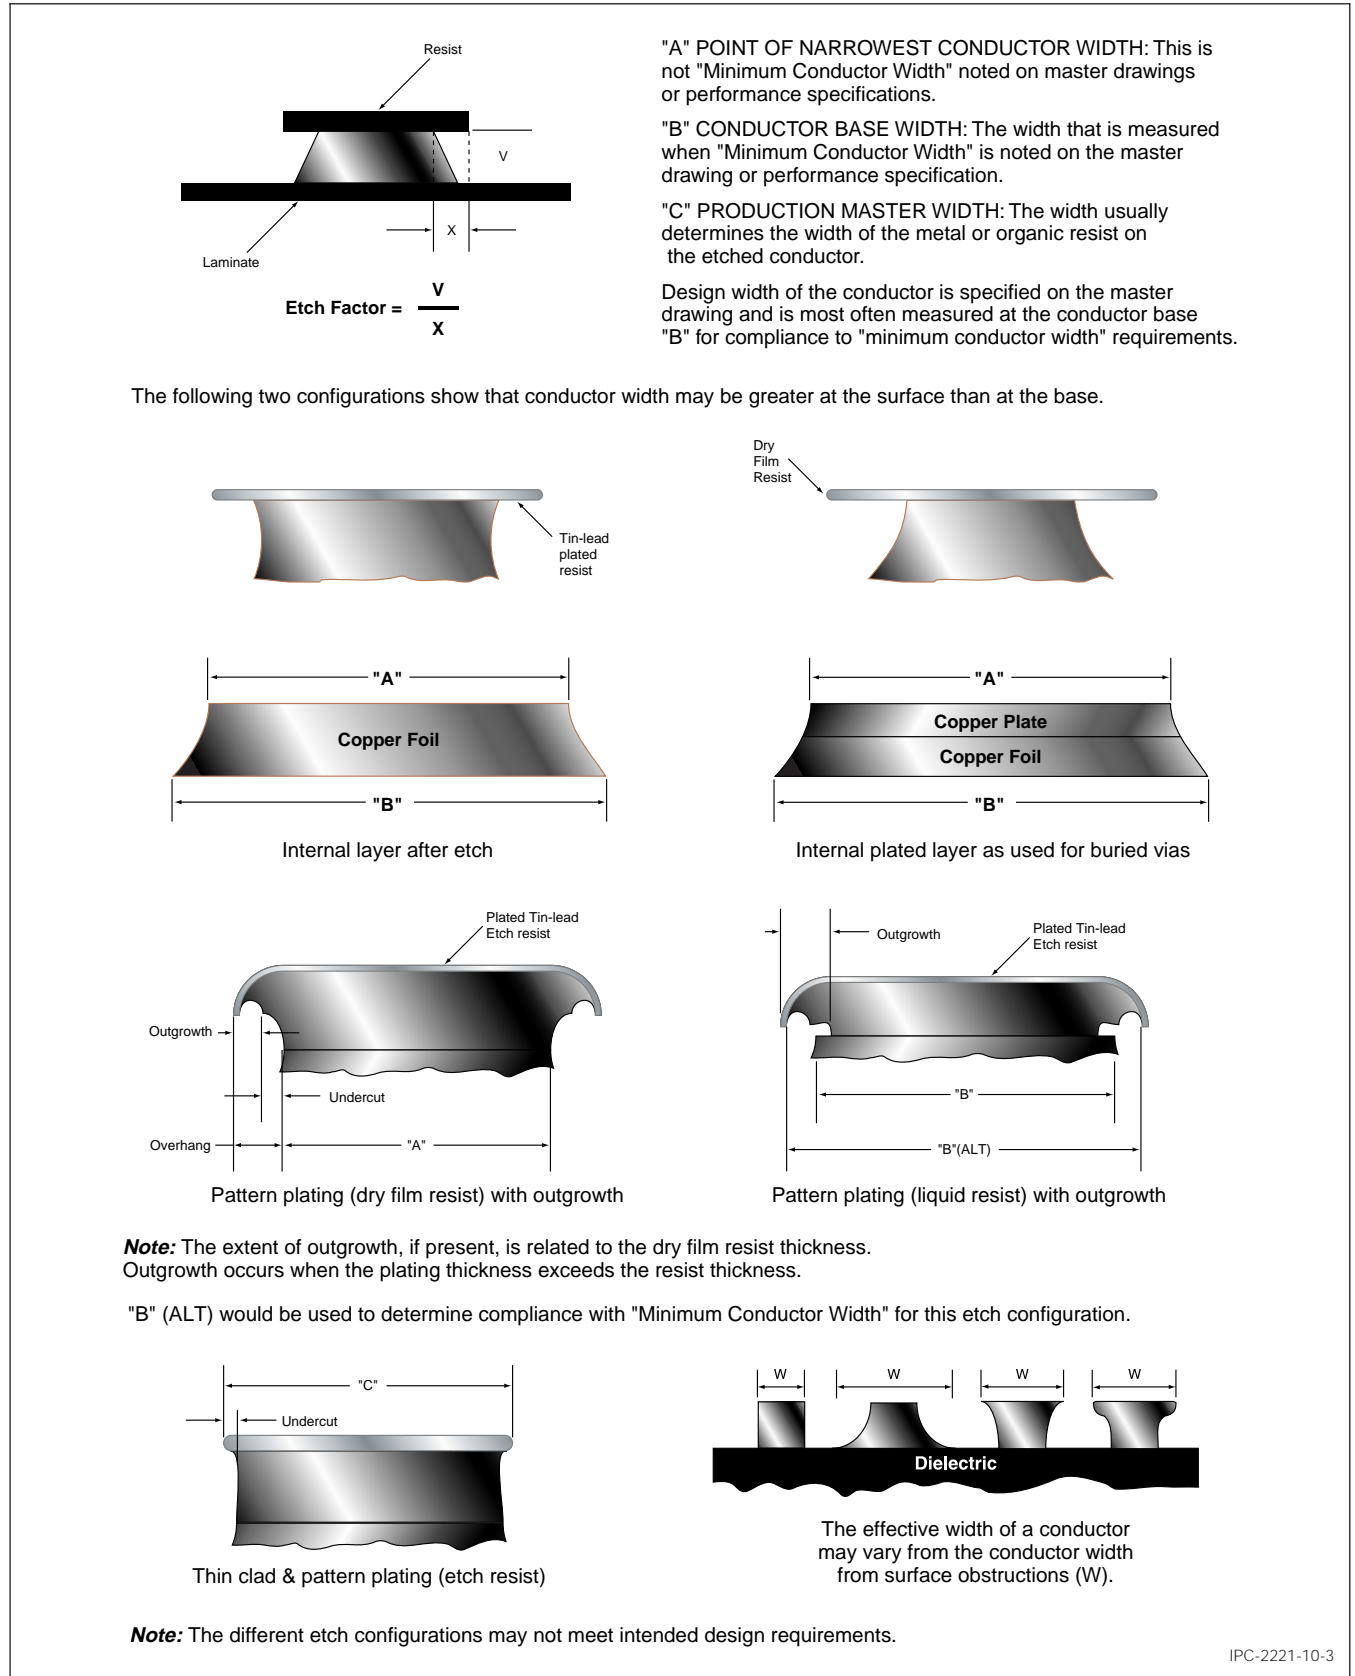 Resist
V
X
Laminate
Etch Factor =
V
X
"A" POINT OF NARROWEST CONDUCTOR WIDTH: This is
not "Minimum Conductor Width" noted on master drawings
or performance specifications.
"B" CONDUCTOR BASE WIDTH: The width that is measured
when "Minimum Conductor Width" is noted on the master
drawing or performance specification.
"C" PRODUCTION MASTER WIDTH: The width usually
determines the width of the metal or organic resist on
the etched conductor.
Design width of the conductor is specified on the master
drawing and is most often measured at the conductor base
"B" for compliance to "minimum conductor width" requirements.
The following two configurations show that conductor width may be greater at the surface than at the base.
Tin-lead
plated
resist
Dry
Film
Resist
"A"
Copper Foil
"B"
Internal layer after etch
"A"
Copper Plate
Copper Foil
"B"
Internal plated layer as used for buried vias
Plated Tin-lead
Etch resist
Outgrowth
Undercut
Overhang
"A"
Pattern plating (dry film resist) with outgrowth
Outgrowth
Plated Tin-lead
Etch resist
"B"
"B"(ALT)
Pattern plating (liquid resist) with outgrowth
Note: The extent of outgrowth, if present, is related to the dry film resist thickness.
Outgrowth occurs when the plating thickness exceeds the resist thickness.
"B" (ALT) would be used to determine compliance with "Minimum Conductor Width" for this etch configuration.
"C"
Undercut
Thin clad & pattern plating (etch resist)
W
W
W
W
Dielectric
The effective width of a conductor
may vary from the conductor width
from surface obstructions (W).
Note: The different etch configurations may not meet intended design requirements.
IPC-2221-10-3